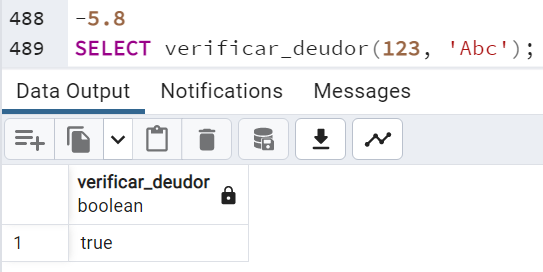 488 -5.8
489 SELECT verificar_deudor(123, 'Abc');
Data Output Notifications Messages
verificar_deudor
boolean
1 true